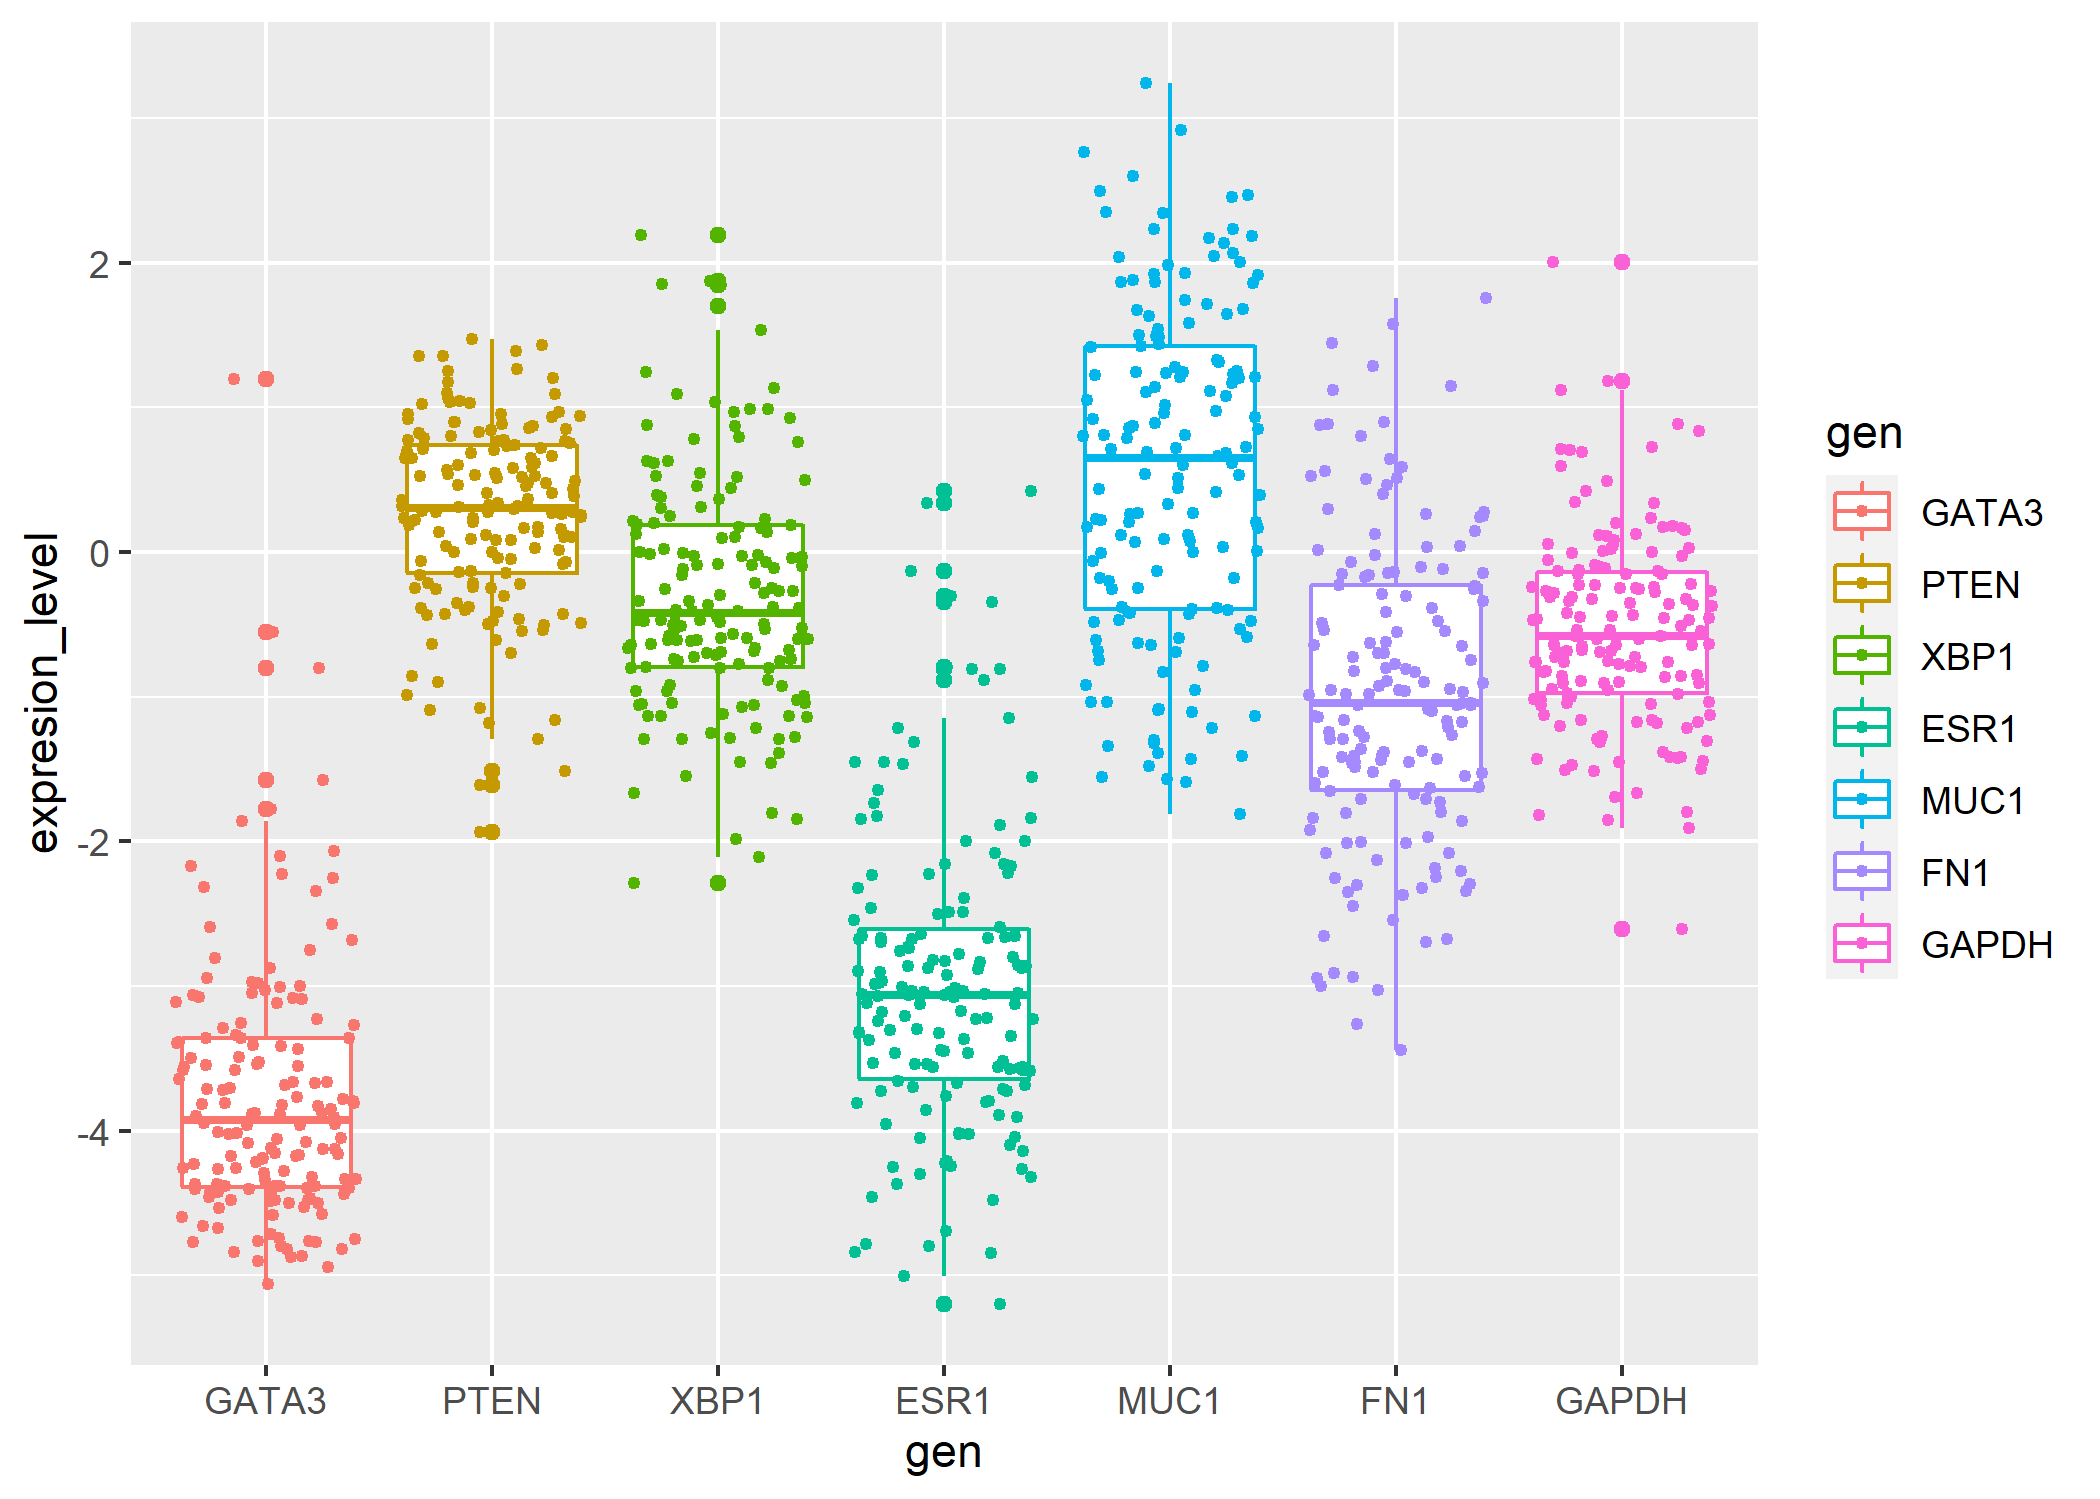 expresion_level
2
0
-2
-4
GATA3 PTEN XBP1 ESR1 MUC1 FN1 GAPDH
gen
gen
GATA3
PTEN
XBP1
ESR1
MUC1
FN1
GAPDH